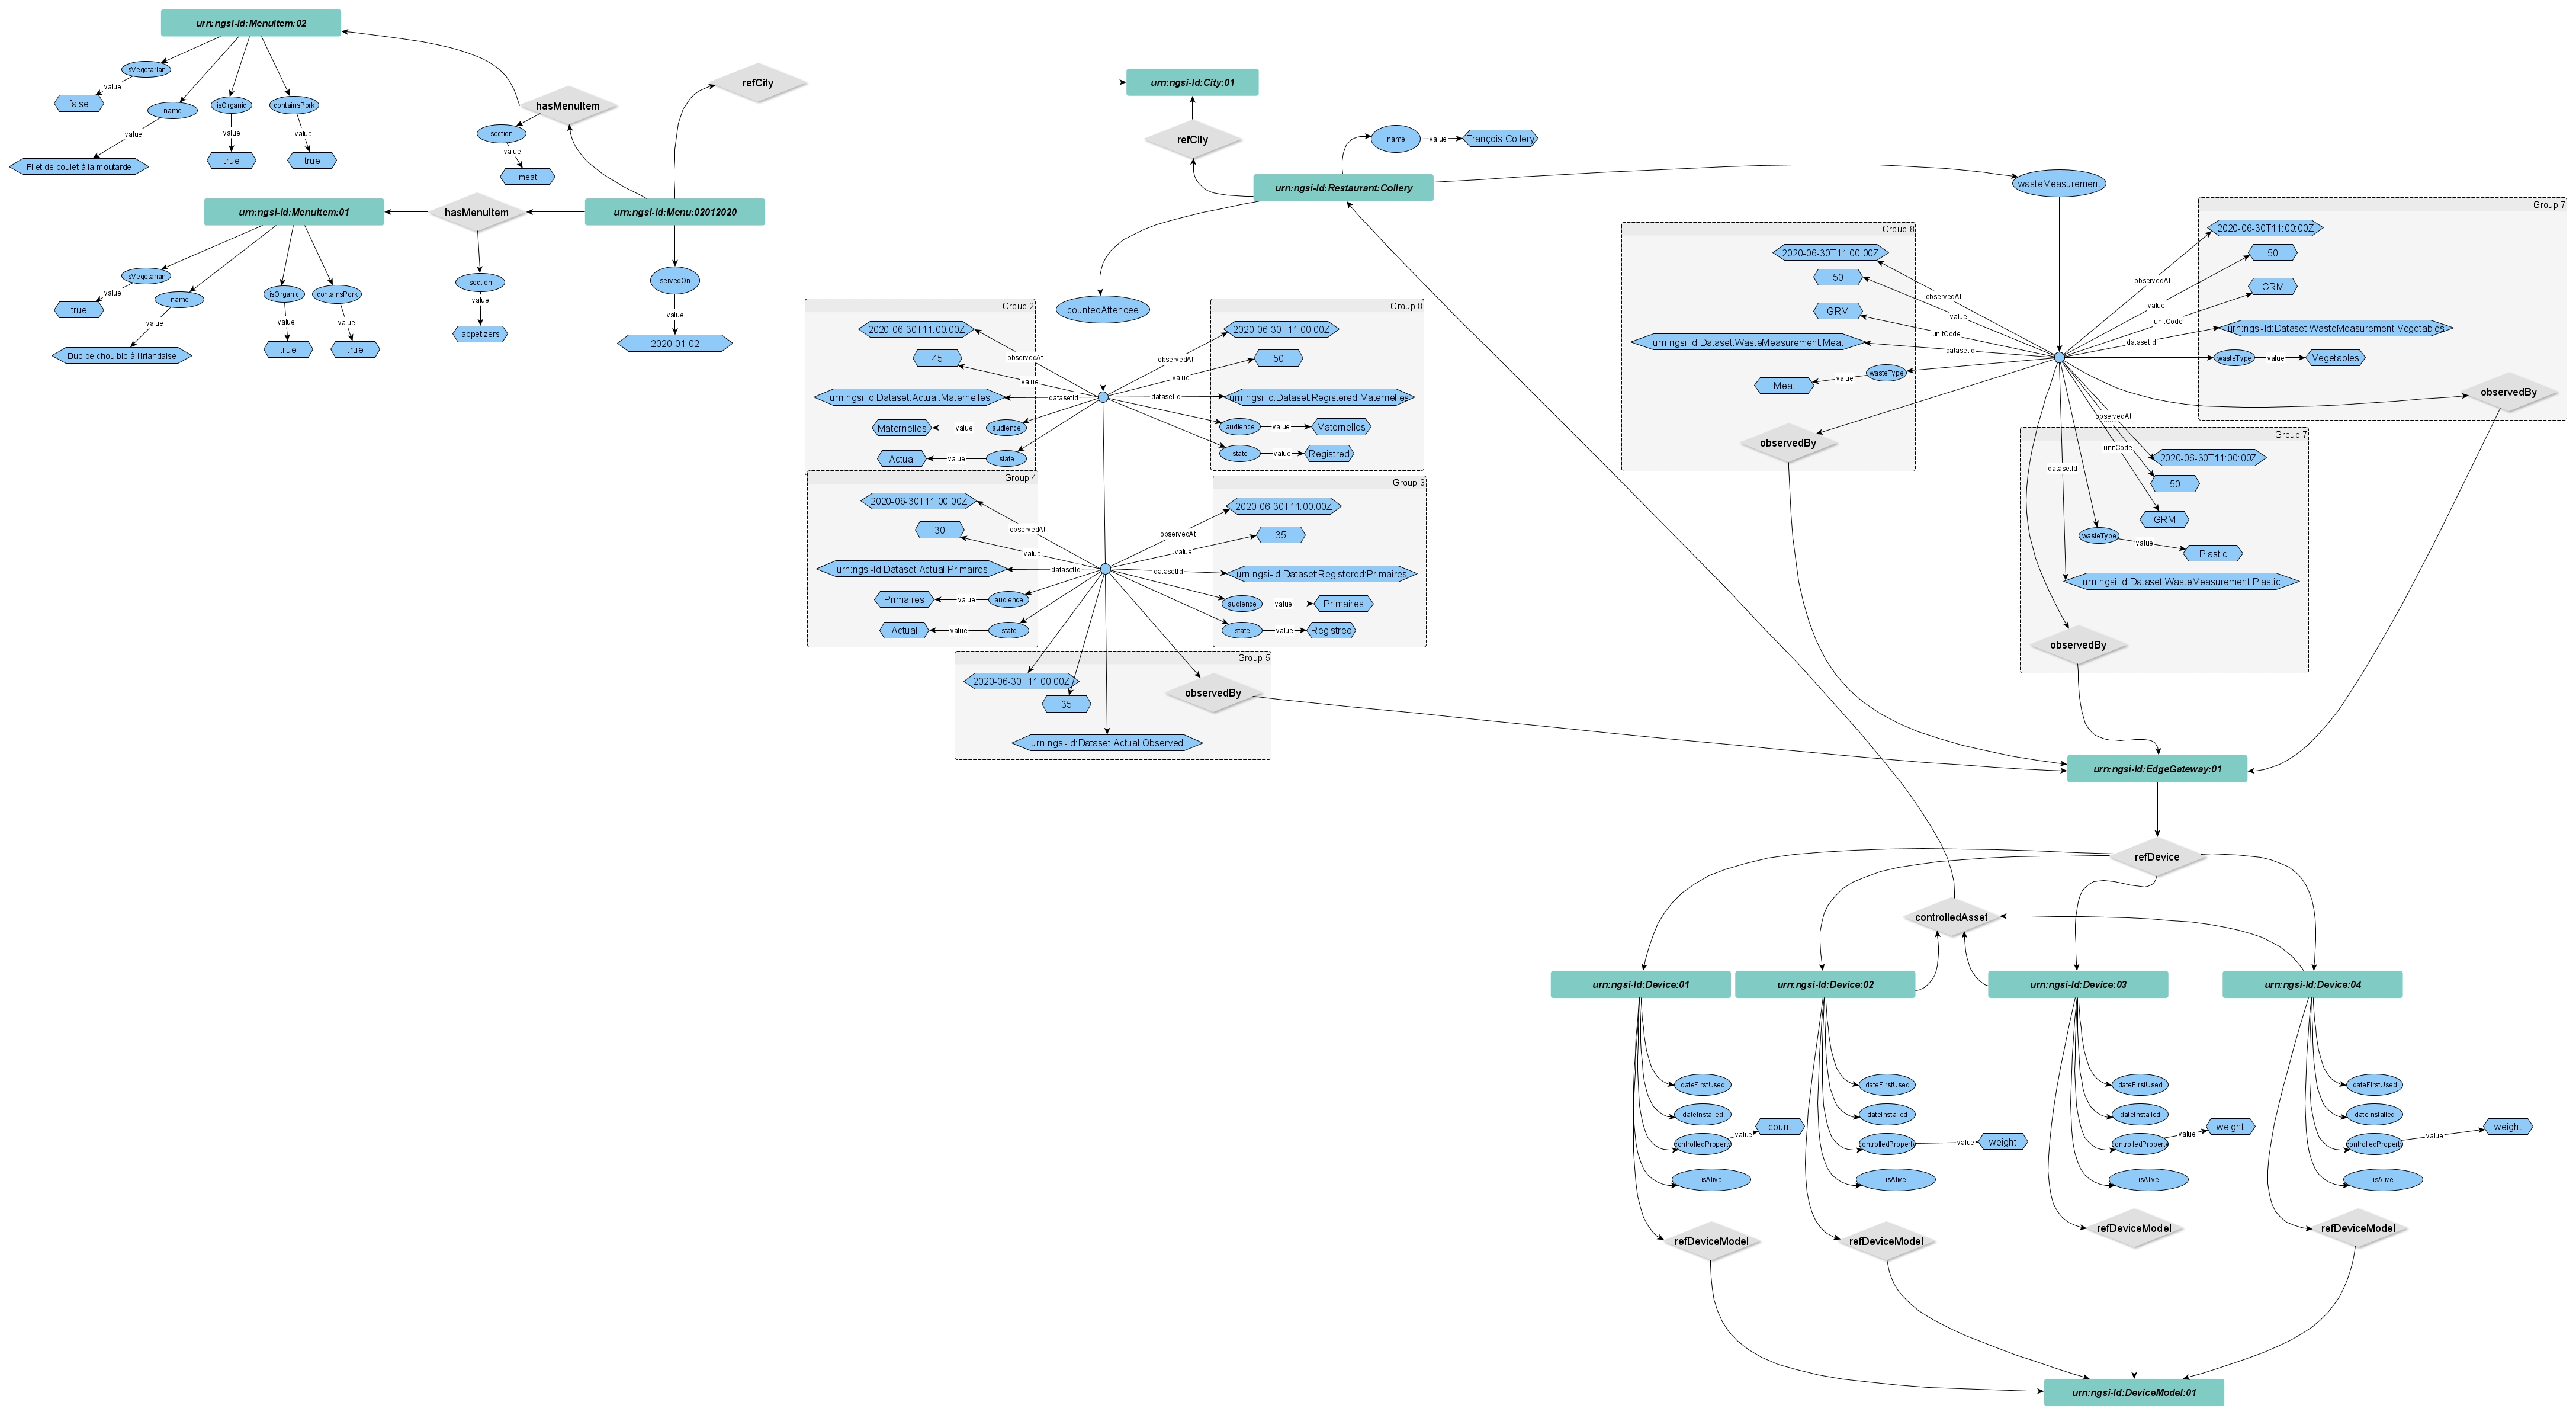 urn:ngsi-ld:MenuItem:02
isVegetarian
value
false
name
value
Filet de poulet à la moutarde
isOrganic
value
true
containsPork
value
true
hasMenuItem
section
value
meat
refCity
urn:ngsi-ld:City:01
refCity
name
value
François Collery
urn:ngsi-ld:Restaurant:Collery
wasteMeasurement
urn:ngsi-ld:MenuItem:01
hasMenuItem
urn:ngsi-ld:Menu:02012020
isVegetarian
value
true
name
value
Duo de chou bio à l'Irlandaise
isOrganic
value
true
containsPork
value
true
section
value
appetizers
servedOn
value
2020-01-02
countedAttendee
Group 2
2020-06-30T11:00:00Z
observedAt
45
value
urn:ngsi-ld:Dataset:Actual:Maternelles
datasetId
Maternelles
value
audience
Actual
value
state
Group 8
2020-06-30T11:00:00Z
observedAt
50
value
urn:ngsi-ld:Dataset:Registered:Maternelles
datasetId
audience
value
Maternelles
state
value
Registred
Group 4
2020-06-30T11:00:00Z
observedAt
30
value
urn:ngsi-ld:Dataset:Actual:Primaires
datasetId
Primaires
value
audience
Actual
value
state
Group 3
2020-06-30T11:00:00Z
observedAt
35
value
urn:ngsi-ld:Dataset:Registered:Primaires
datasetId
audience
value
Primaires
state
value
Registred
Group 5
2020-06-30T11:00:00Z
35
observedBy
urn:ngsi-ld:Dataset:Actual:Observed
Group 8
2020-06-30T11:00:00Z
observedAt
50
value
GRM
unitCode
urn:ngsi-ld:Dataset:WasteMeasurement:Meat
datasetId
wasteType
value
Meat
observedBy
Group 7
2020-06-30T11:00:00Z
observedAt
50
value
GRM
unitCode
urn:ngsi-ld:Dataset:WasteMeasurement:Vegetables
datasetId
wasteType
value
Vegetables
observedBy
Group 7
observedAt
2020-06-30T11:00:00Z
unitCode
50
datasetId
GRM
wasteType
value
Plastic
urn:ngsi-ld:Dataset:WasteMeasurement:Plastic
observedBy
urn:ngsi-ld:EdgeGateway:01
refDevice
controlledAsset
urn:ngsi-ld:Device:01
urn:ngsi-ld:Device:02
urn:ngsi-ld:Device:03
urn:ngsi-ld:Device:04
dateFirstUsed
dateInstalled
controlledProperty
value
count
isAlive
refDeviceModel
dateFirstUsed
dateInstalled
controlledProperty
value
weight
isAlive
refDeviceModel
dateFirstUsed
dateInstalled
controlledProperty
value
weight
isAlive
refDeviceModel
dateFirstUsed
dateInstalled
controlledProperty
value
weight
isAlive
refDeviceModel
urn:ngsi-ld:DeviceModel:01